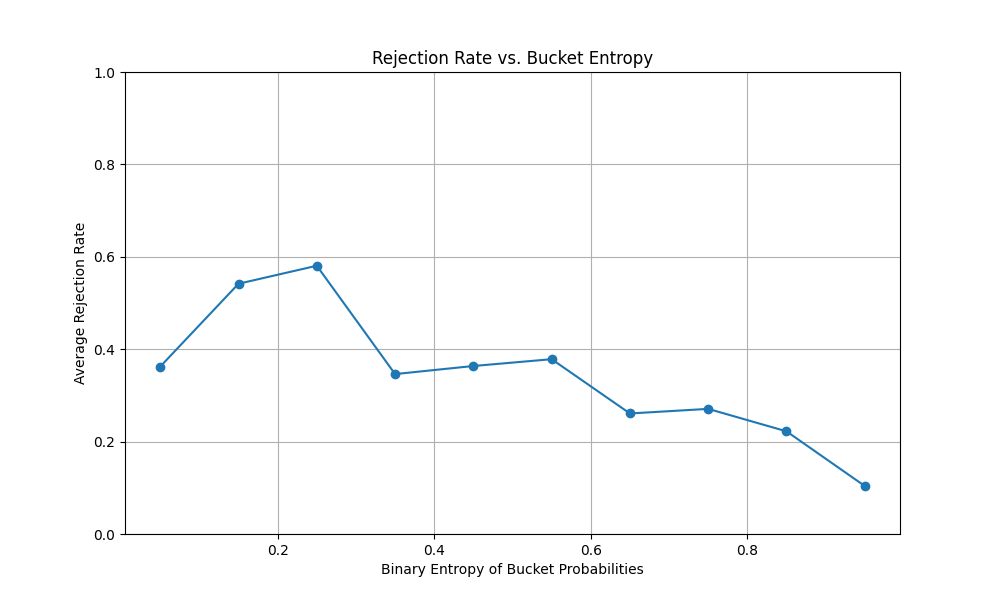 Rejection Rate vs. Bucket Entropy
1.0
0.8
0.6
0.4
0.2
0.0
Average Rejection Rate
0.2 0.4 0.6 0.8
Binary Entropy of Bucket Probabilities